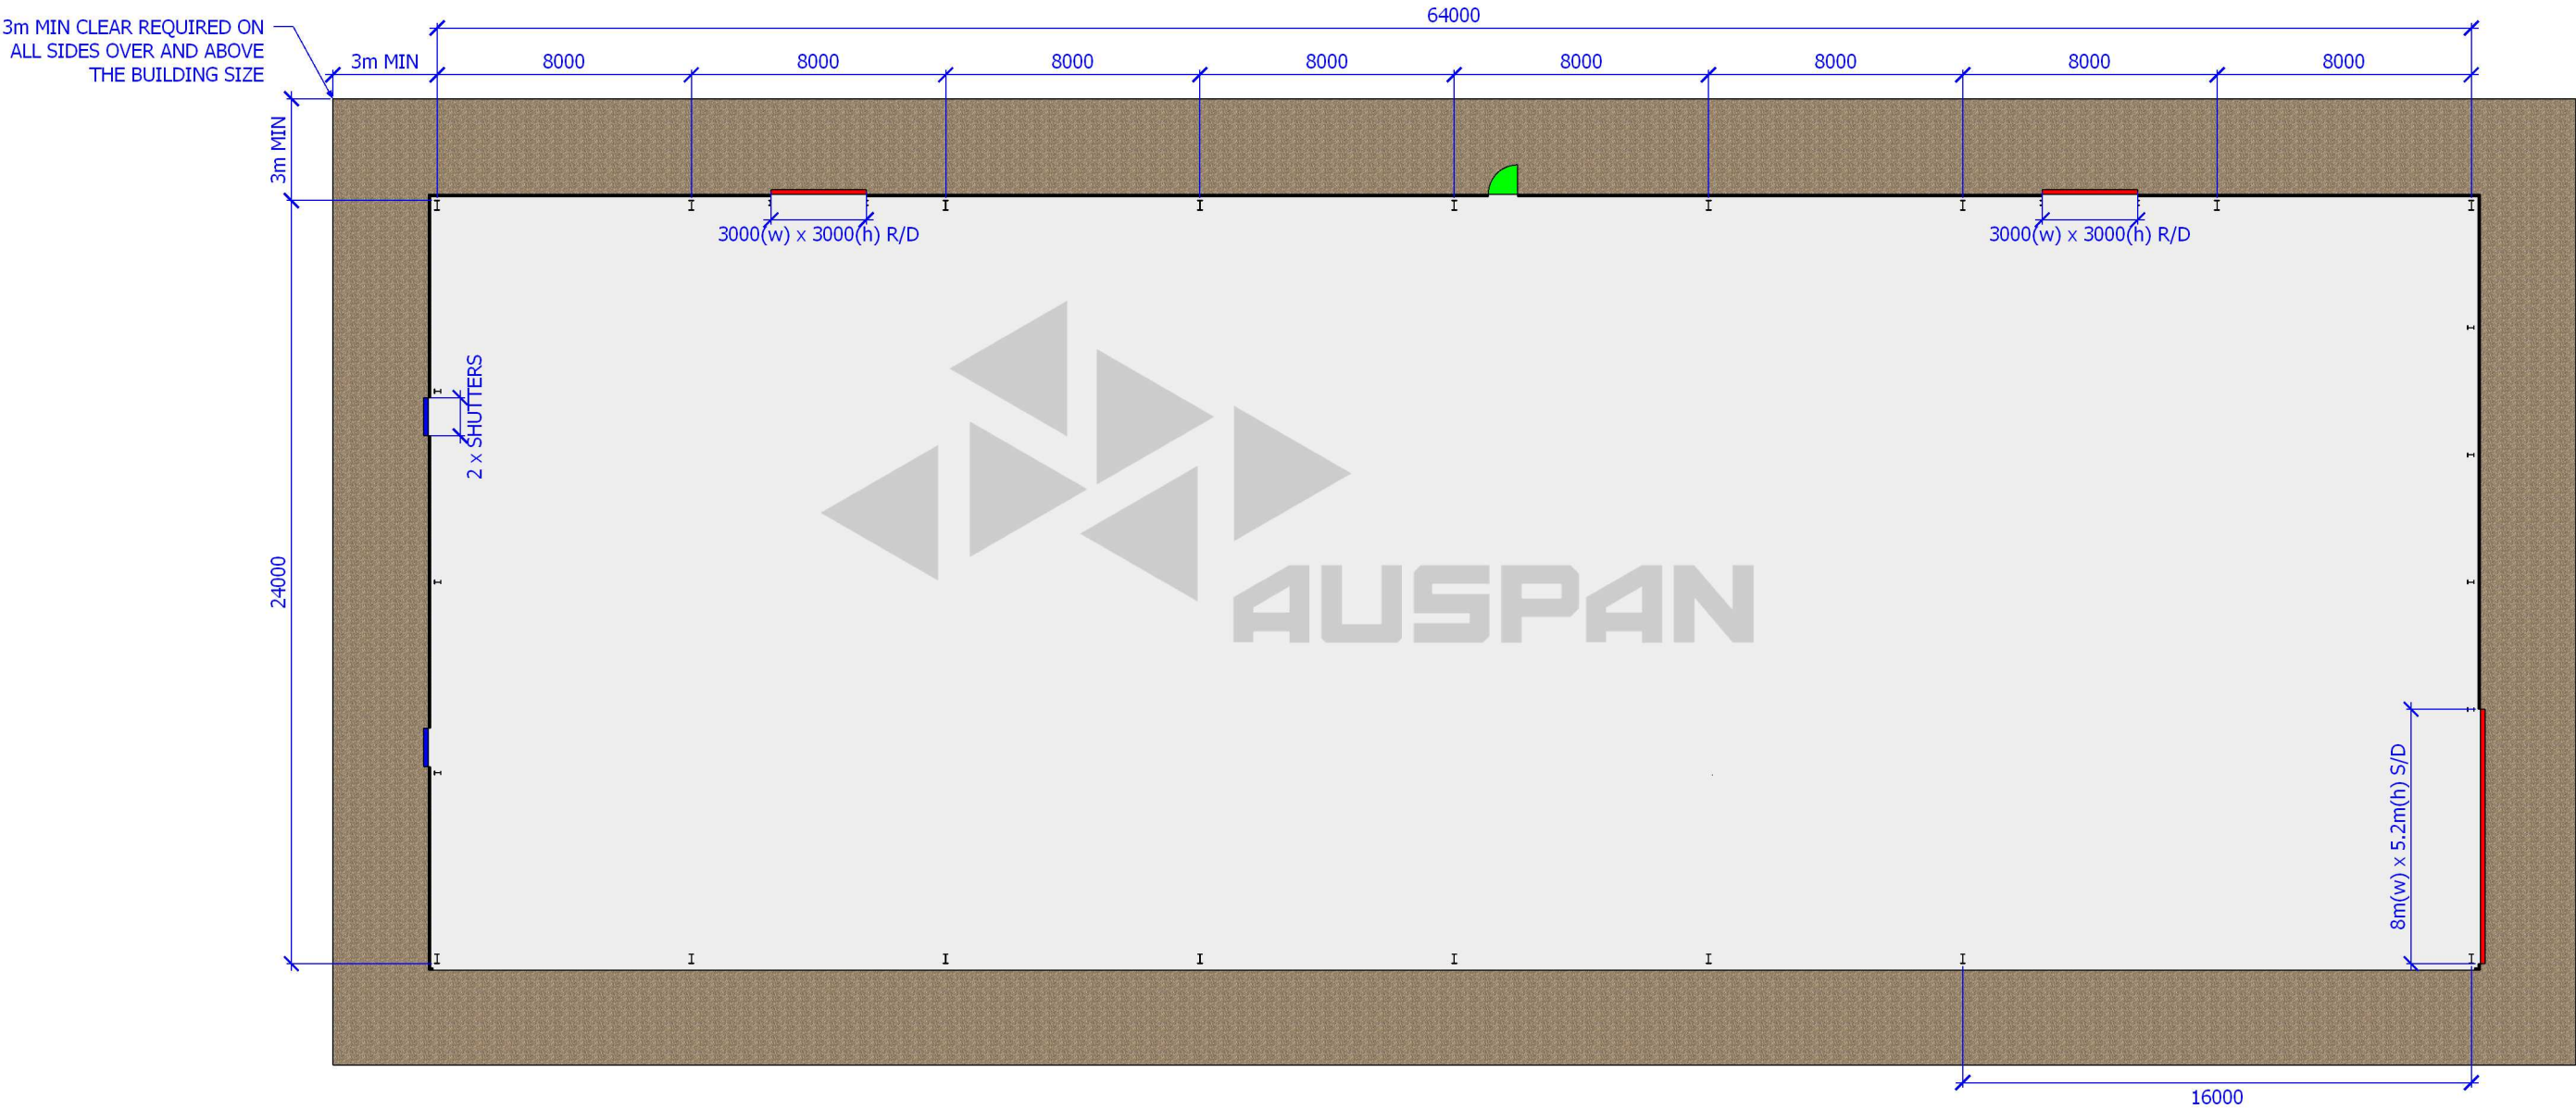 64000
3m MIN CLEAR REQUIRED ON
ALL SIDES OVER AND ABOVE
THE BUILDING SIZE
3m MIN
8000
8000
8000
8000
8000
8000
8000
8000
3m MIN
3000(w) x 3000(h) R/D
3000(w) x 3000(h) R/D
2 x SHUTTERS
24000
AUSPAN
8m(w) x 5.2m(h) S/D
16000